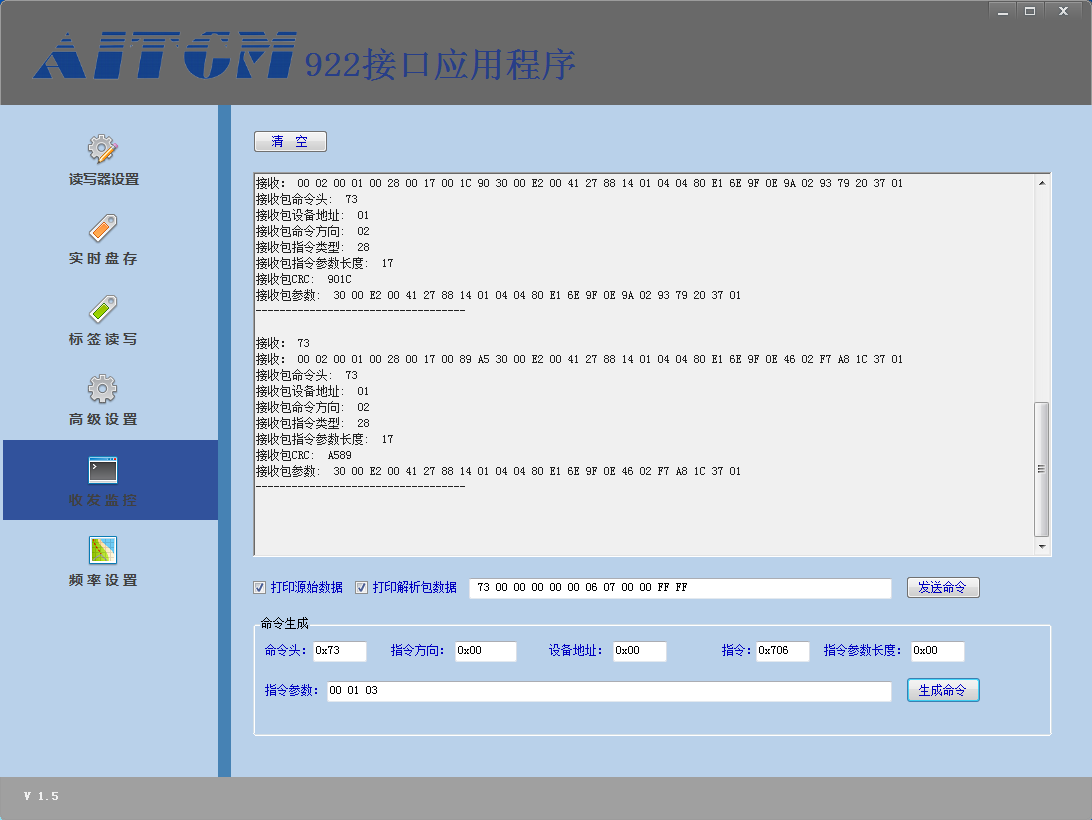 AITCM 922接口应用程序
读写器设置
实时盘存
标签读写
高级设置
收发监控
频率设置
清 空
接收: 00 02 00 01 00 28 00 17 00 1C 90 30 00 E2 00 41 27 88 14 01 04 04 80 E1 6E 9F 0E 9A 02 93 79 20 37 01
接收包命令头: 73
接收包设备地址: 01
接收包命令方向: 02
接收包指令类型: 28
接收包指令参数长度: 17
接收包CRC: 901C
接收包参数: 30 00 E2 00 41 27 88 14 01 04 04 80 E1 6E 9F 0E 9A 02 93 79 20 37 01
-----------------------------------
接收: 73
接收: 00 02 00 01 00 28 00 17 00 89 A5 30 00 E2 00 41 27 88 14 01 04 04 80 E1 6E 9F 0E 46 02 F7 A8 1C 37 01
接收包命令头: 73
接收包设备地址: 01
接收包命令方向: 02
接收包指令类型: 28
接收包指令参数长度: 17
接收包CRC: A589
接收包参数: 30 00 E2 00 41 27 88 14 01 04 04 80 E1 6E 9F 0E 46 02 F7 A8 1C 37 01
-----------------------------------
打印源始数据 打印解析包数据 73 00 00 00 00 00 06 07 00 00 FF FF 发送命令
命令生成
命令头: 0x73 指令方向: 0x00 设备地址: 0x00 指令: 0x706 指令参数长度: 0x00
指令参数: 00 01 03 生成命令
V 1.5